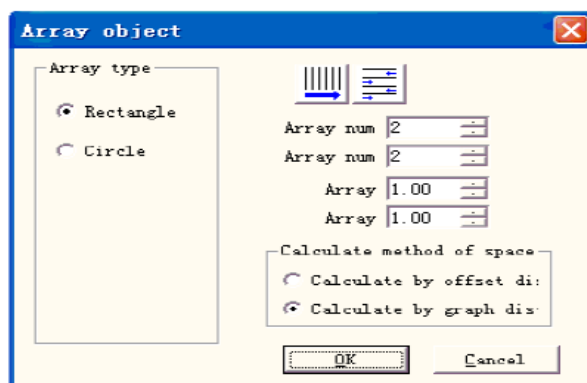 Array object
Array type
Rectangle
Circle
Array num 2
Array num 2
Array 1.00
Array 1.00
Calculate method of space
Calculate by offset di
Calculate by graph dis
OK
Cancel